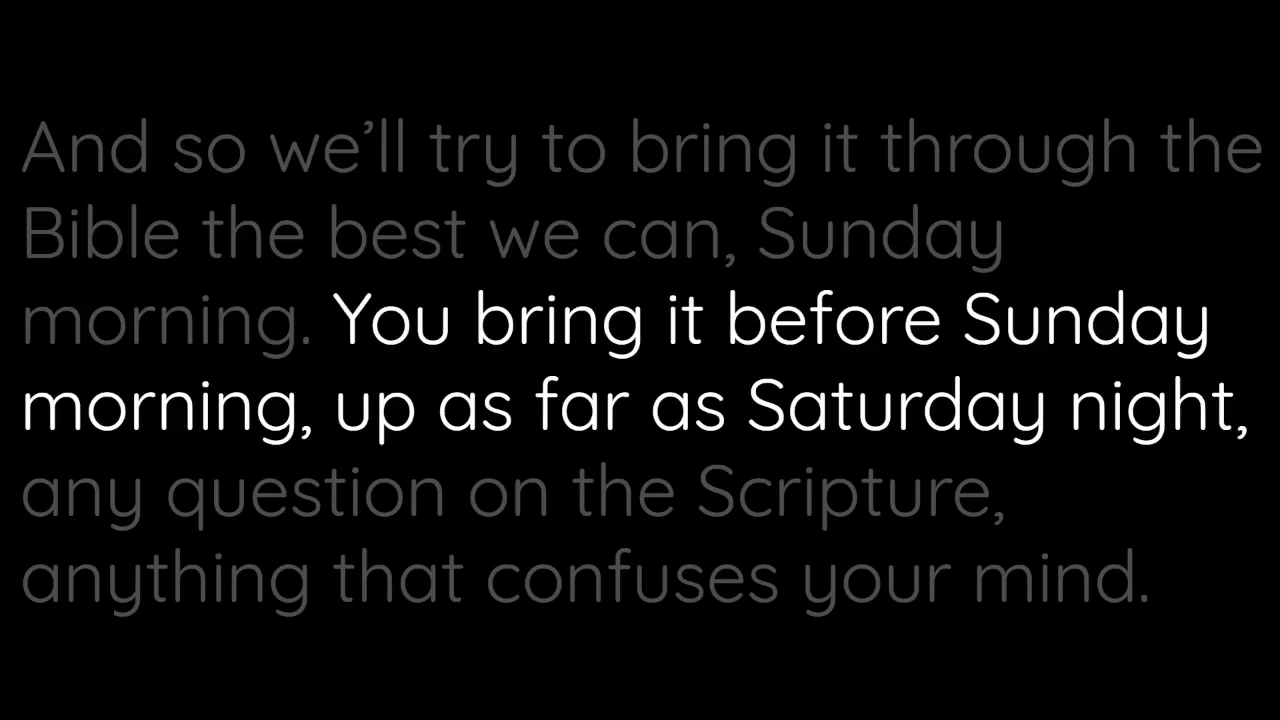 And so we’ll try to bring it through the
Bible the best we can, Sunday
morning. You bring it before Sunday
morning, up as far as Saturday night,
any question on the Scripture,
anything that confuses your mind.